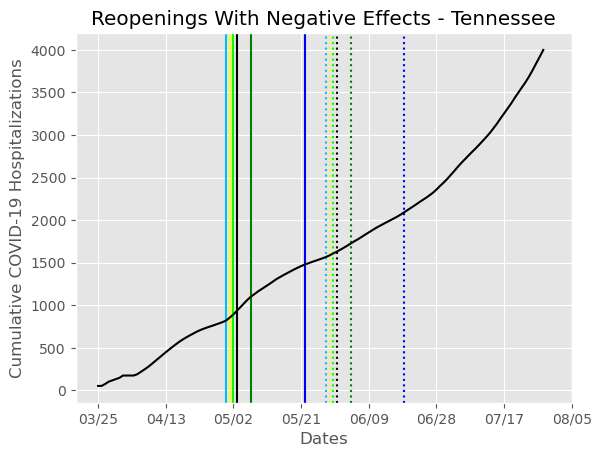 Reopenings With Negative Effects - Tennessee
Cumulative COVID-19 Hospitalizations
4000
3500
3000
2500
2000
1500
1000
500
0
03/25 04/13 05/02 05/21 06/09 06/28 07/17 08/05
Dates